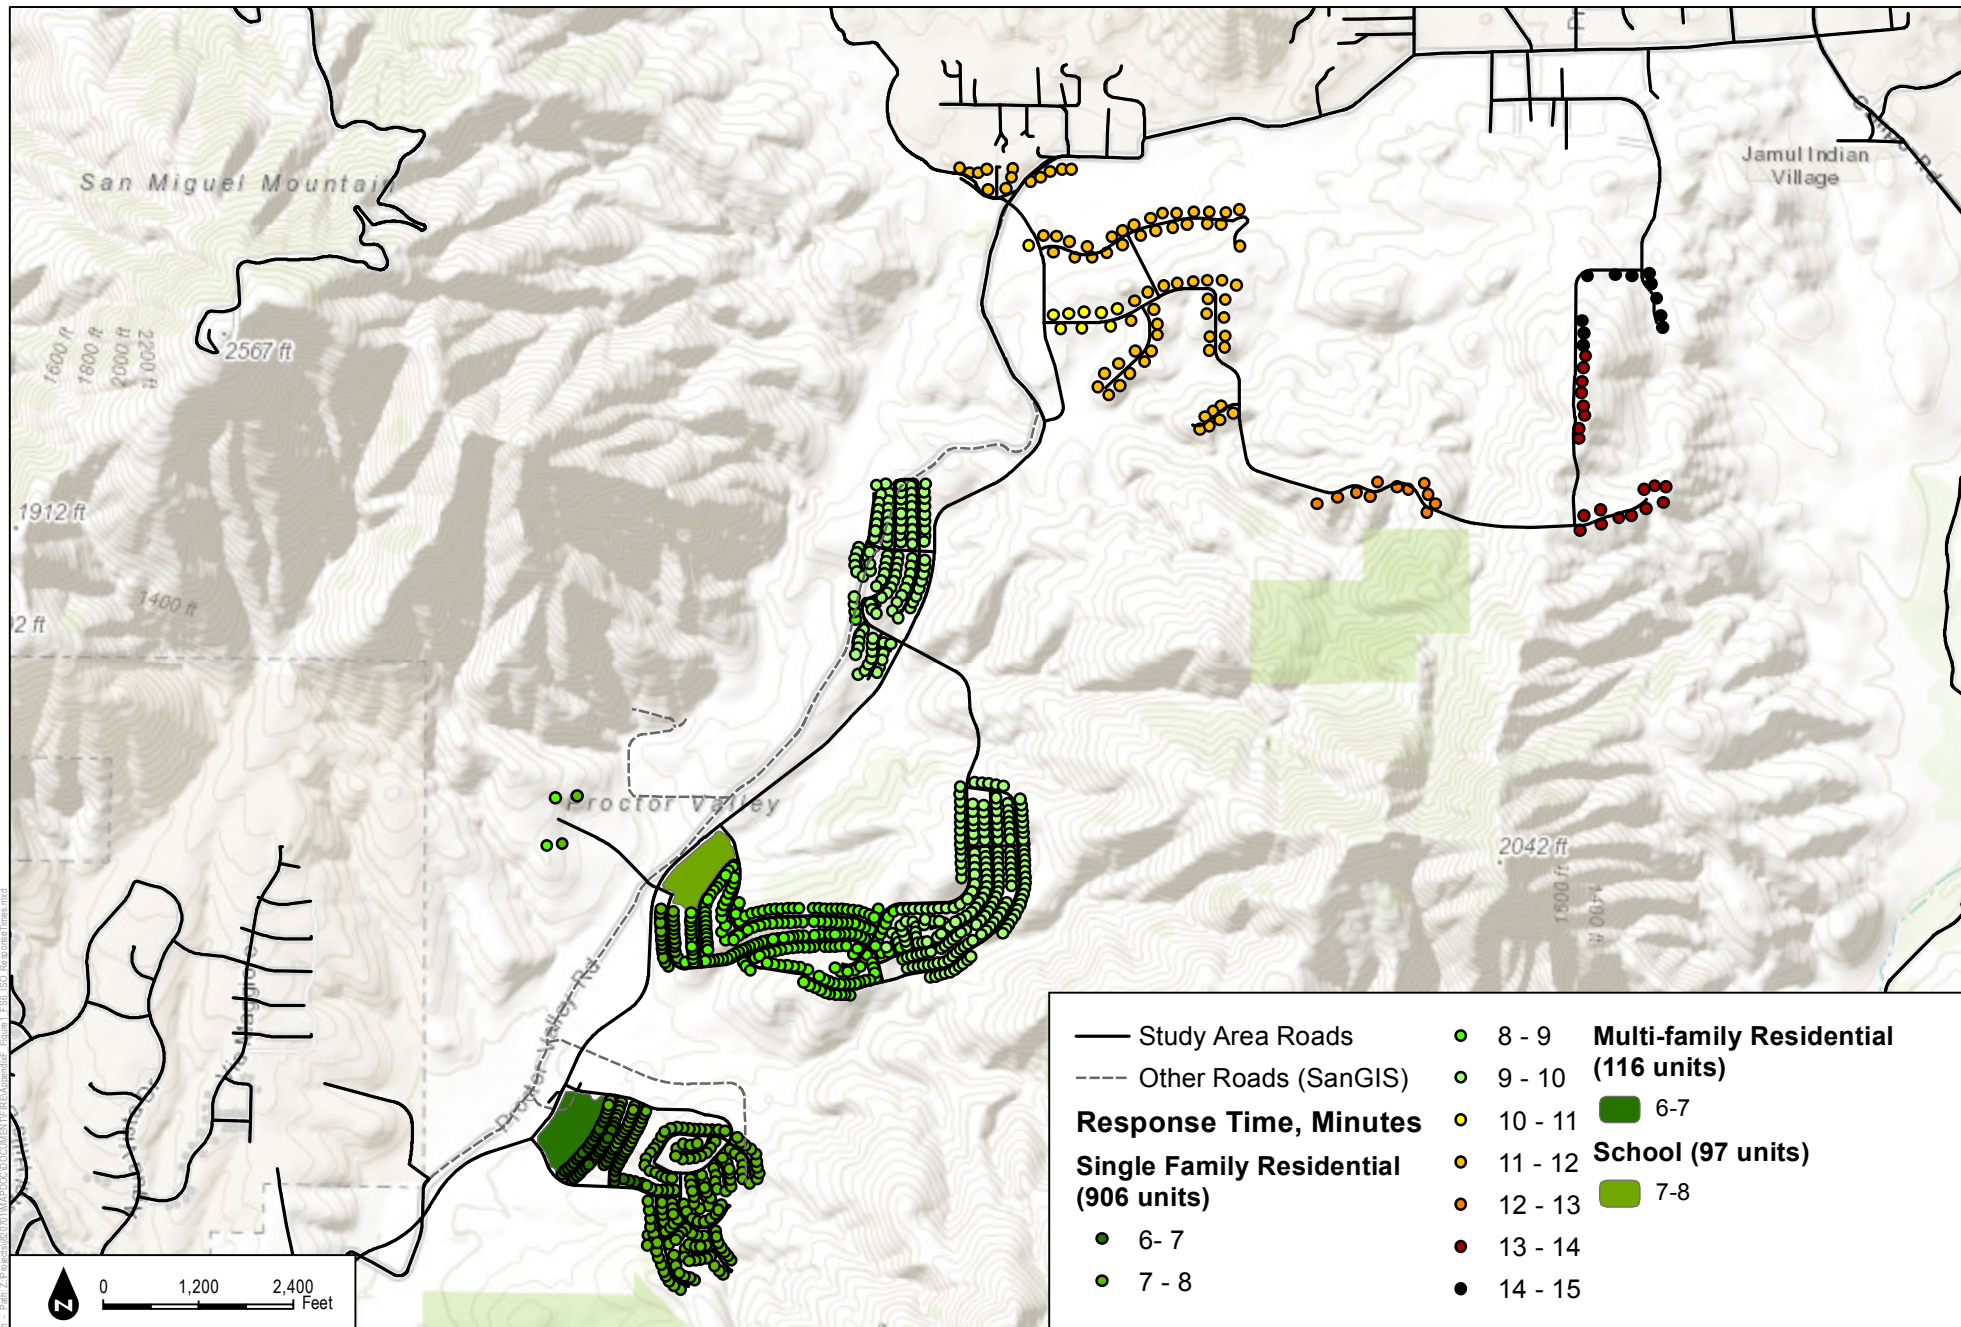 San Miguel Mountain
Jamul Indian
Village
1600 ft
1800 ft
2000 ft
2200 ft
2567 ft
1912 ft
1400 ft
2 ft
Proctor Valley
2042 ft
1600 ft
1400 ft
Proctor Valley Rd
Study Area Roads
Other Roads (SanGIS)
Response Time, Minutes
Single Family Residential
(906 units)
6- 7
7 - 8
8 - 9
9 - 10
10 - 11
11 - 12
12 - 13
13 - 14
14 - 15
Multi-family Residential
(116 units)
6-7
School (97 units)
7-8
Z
0 1,200 2,400
Feet